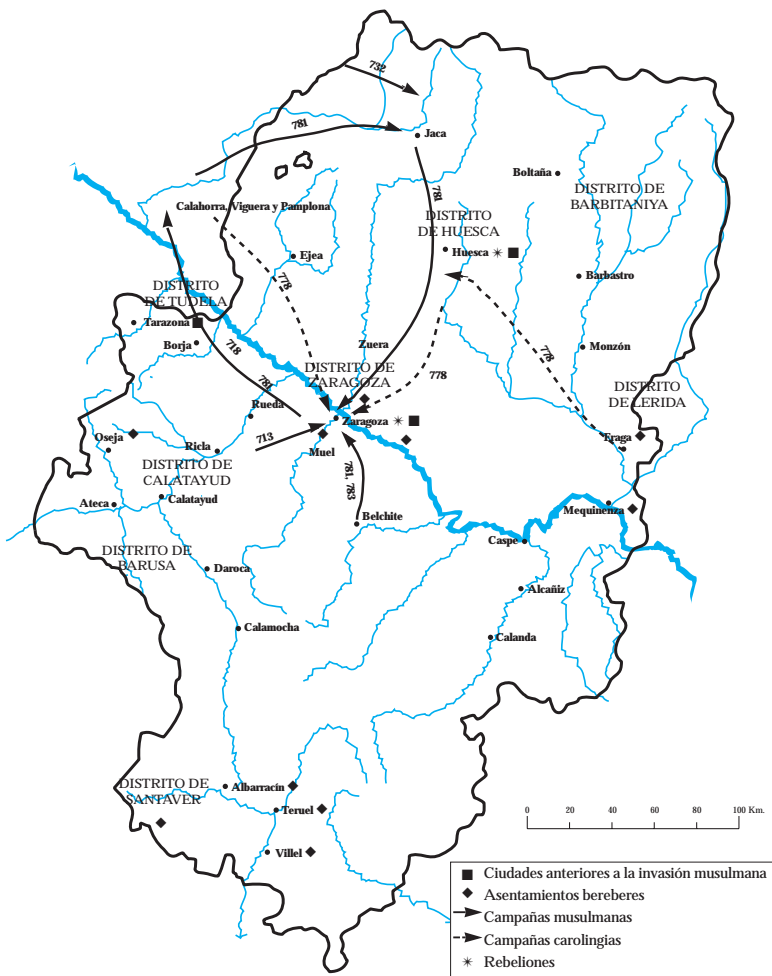 732
781
Jaca
781
Boltaña
DISTRITO DE
BARBITANIYA
Calahorra, Viguera y Pamplona
DISTRITO
DE HUESCA
Huesca
Ejea
778
Barbastro
DISTRITO
DE TUDELA
Tarazona
Borja
718
781
Zuera
778
778
Monzón
DISTRITO DE
ZARAGOZA
DISTRITO
DE LERIDA
Rueda
Zaragoza
Fraga
Oseja
Ricla
713
Muel
DISTRITO DE
CALATAYUD
781, 783
Ateca
Calatayud
Belchite
Mequinenza
Caspe
DISTRITO DE
BARUSA
Daroca
Alcañiz
Calamocha
Calanda
DISTRITO DE
SANTAVER
Albarracín
Teruel
Villel
0 20 40 60 80 100 Km.
Ciudades anteriores a la invasión musulmana
Asentamientos bereberes
Campañas musulmanas
Campañas carolingias
Rebeliones